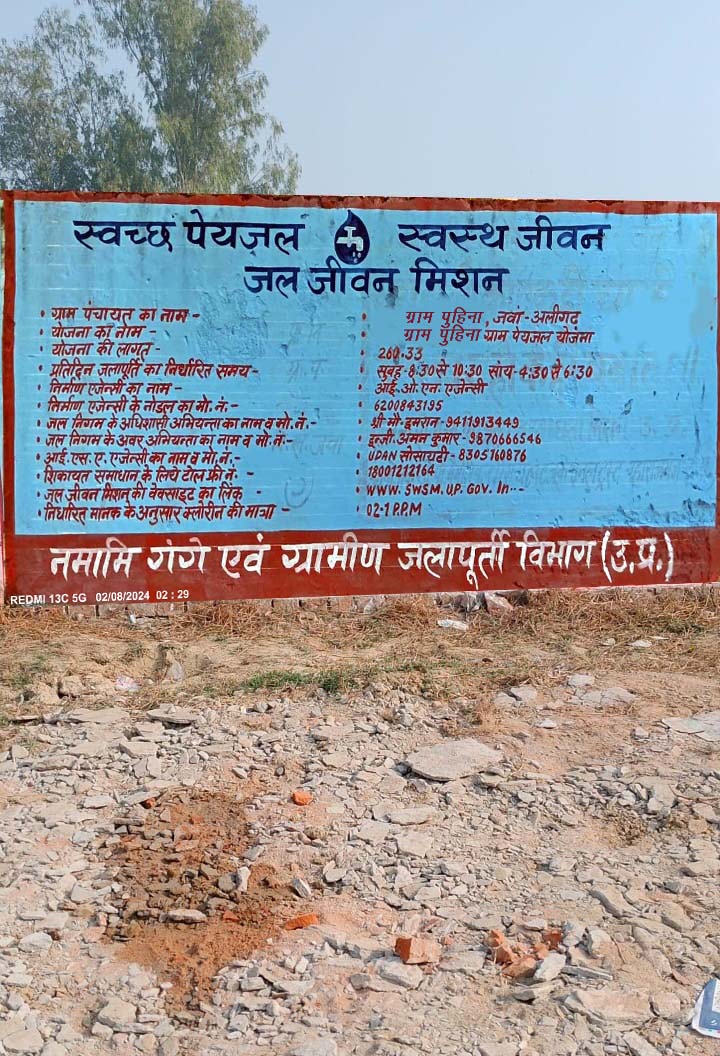 स्वच्छ पेयजल स्वस्थ जीवन
जल जीवन मिशन
• ग्राम पंचायत का नाम - • ग्राम पुहिना, जवां-अलीगढ़
• योजना का नाम - ग्राम पुहिना ग्राम पेयजल योजना
• योजना की लागत - • 260.33
• प्रतिदिन जलापूर्ति का निर्धारित समय - • सुबह-8:30 से 10:30 सांय-4:30 से 6:30
• निर्माण एजेन्सी का नाम - • आई.ओ.एन. एजेन्सी
• निर्माण एजेन्सी के नोडल का मो. नं. - • 6200843195
• जल निगम के अधिशासी अभियन्ता का नाम व मो. नं. - • श्री मौ. इमरान - 9411913449
• जल निगम के अवर अभियन्ता का नाम व मो. नं. - • इन्जी. अमन कुमार - 9870666546
• आई.एस.ए. एजेन्सी का नाम व मो. नं. - • UPAN सोसायटी - 8305760876
• शिकायत समाधान के लिये टोल फ्री नं. - • 18001212164
• जल जीवन मिशन की वेबसाइट का लिंक - • WWW. SWSM.UP. GOV. In--
• निर्धारित मानक के अनुसार क्लोरीन की मात्रा - • 02-1 P.P.M
नमामि गंगे एवं ग्रामीण जलापूर्ती विभाग (उ.प्र.)
REDMI 13C 5G 02/08/2024 02 : 29